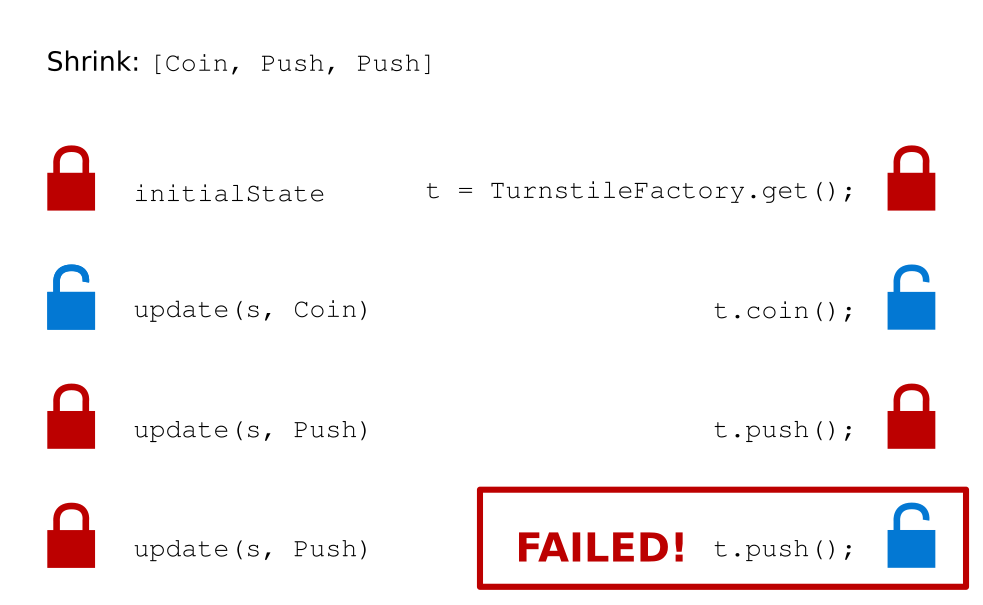 Shrink: [Coin, Push, Push]
initialState t = TurnstileFactory.get();
update(s, Coin) t.coin();
update(s, Push) t.push();
update(s, Push) FAILED! t.push();